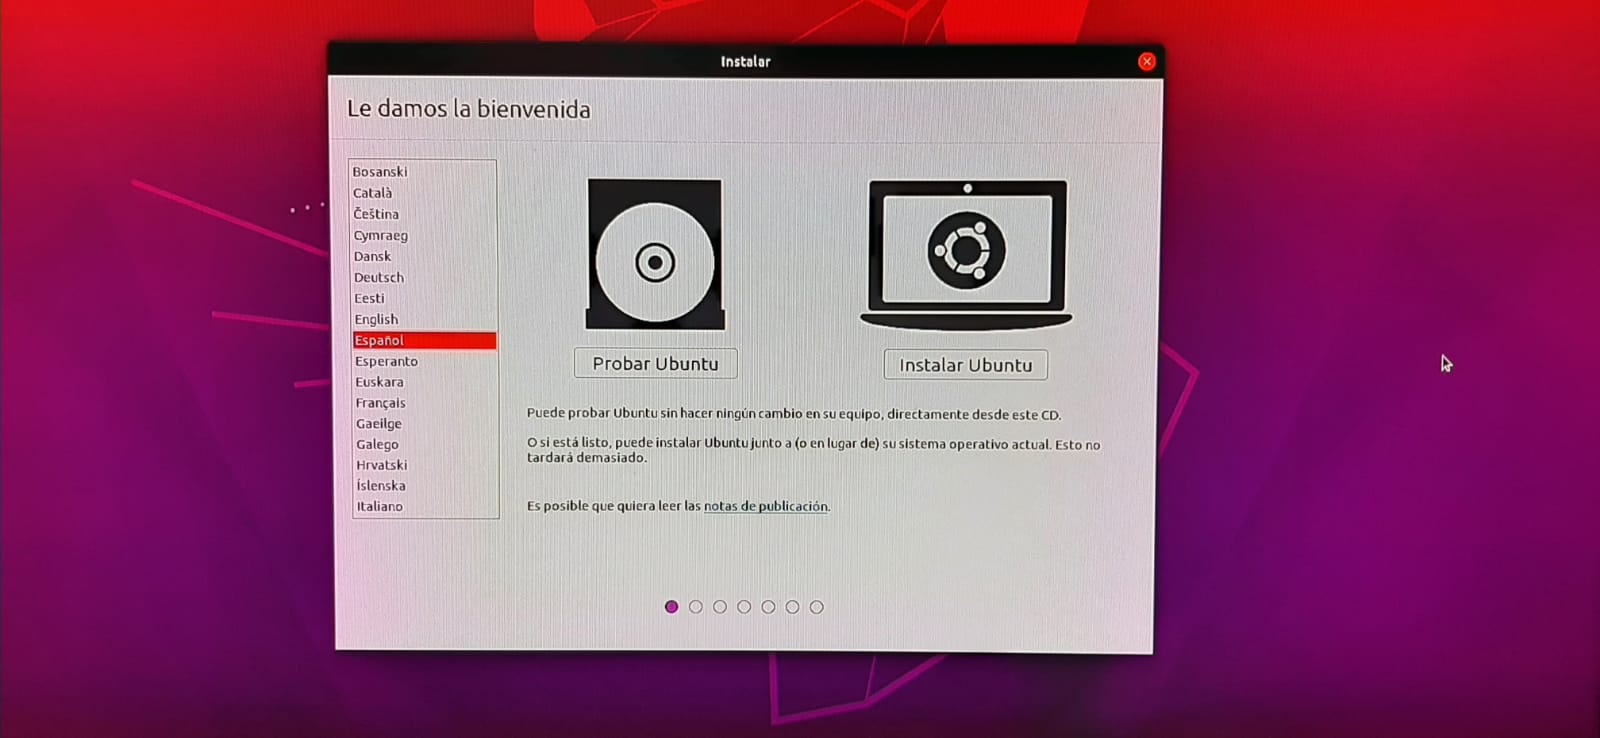 Instalar
Le damos la bienvenida
Bosanski
Català
Čeština
Cymraeg
Dansk
Deutsch
Eesti
English
Español
Esperanto
Euskara
Français
Gaeilge
Galego
Hrvatski
Íslenska
Italiano
Probar Ubuntu
Instalar Ubuntu
Puede probar Ubuntu sin hacer ningún cambio en su equipo, directamente desde este CD.
O si está listo, puede instalar Ubuntu junto a (o en lugar de) su sistema operativo actual. Esto no
tardará demasiado.
Es posible que quiera leer las notas de publicación.